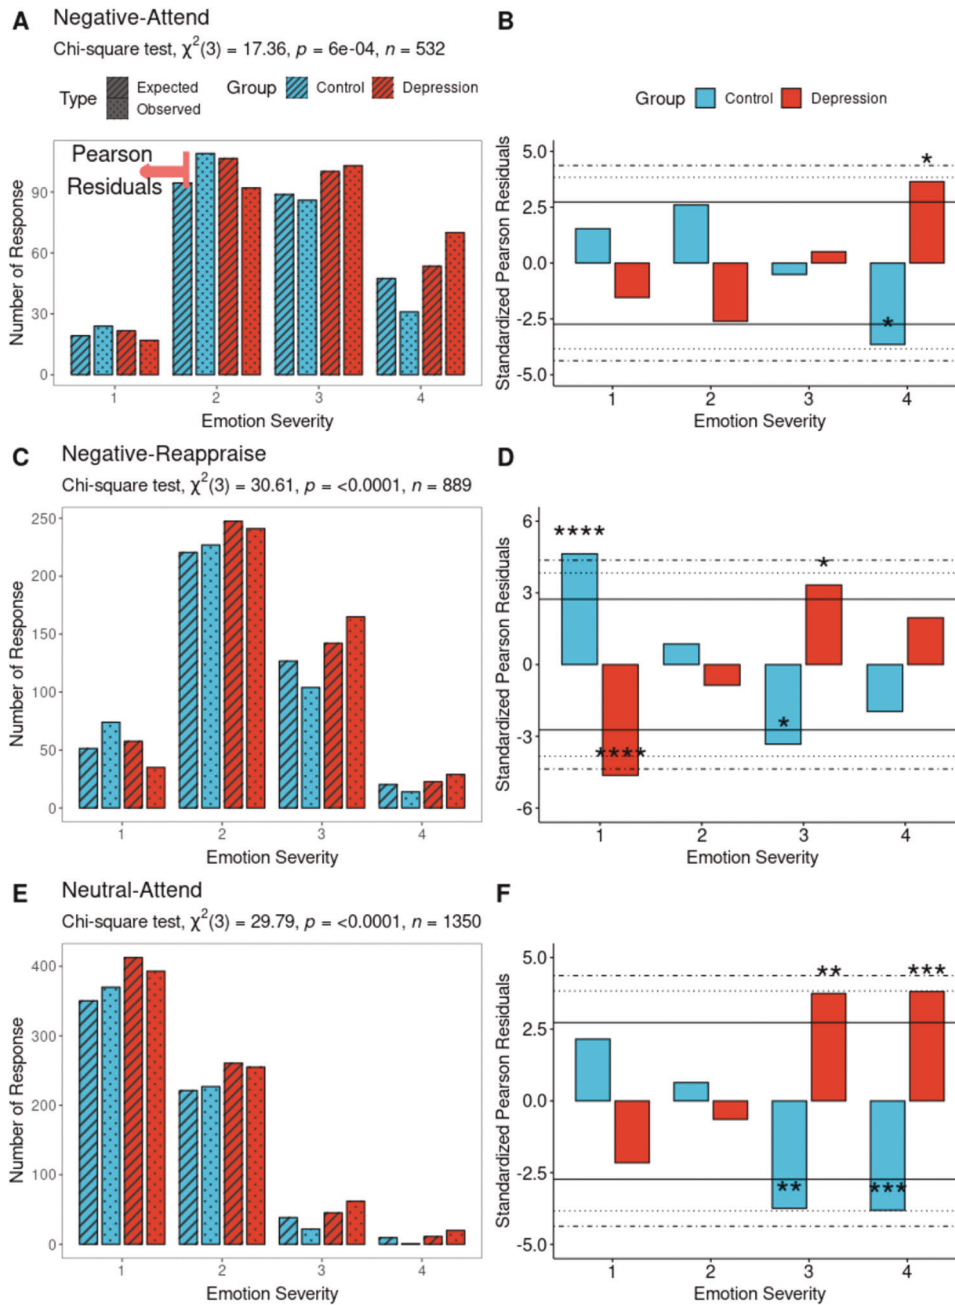 A Negative-Attend
Chi-square test, χ²(3) = 17.36, p = 6e-04, n = 532
Type Expected Observed Group Control Depression
Pearson
Residuals
Number of Response
90
60
30
0
1 2 3 4
Emotion Severity
B
Group Control Depression
Standardized Pearson Residuals
5.0
2.5
0.0
-2.5
-5.0
*
*
1 2 3 4
Emotion Severity
C Negative-Reappraise
Chi-square test, χ²(3) = 30.61, p = <0.0001, n = 889
Number of Response
250
200
150
100
50
0
1 2 3 4
Emotion Severity
D
Standardized Pearson Residuals
6
3
0
-3
-6
**** *
*
****
1 2 3 4
Emotion Severity
E Neutral-Attend
Chi-square test, χ²(3) = 29.79, p = <0.0001, n = 1350
Number of Response
400
300
200
100
0
1 2 3 4
Emotion Severity
F
Standardized Pearson Residuals
5.0
2.5
0.0
-2.5
-5.0
** ***
** ***
1 2 3 4
Emotion Severity